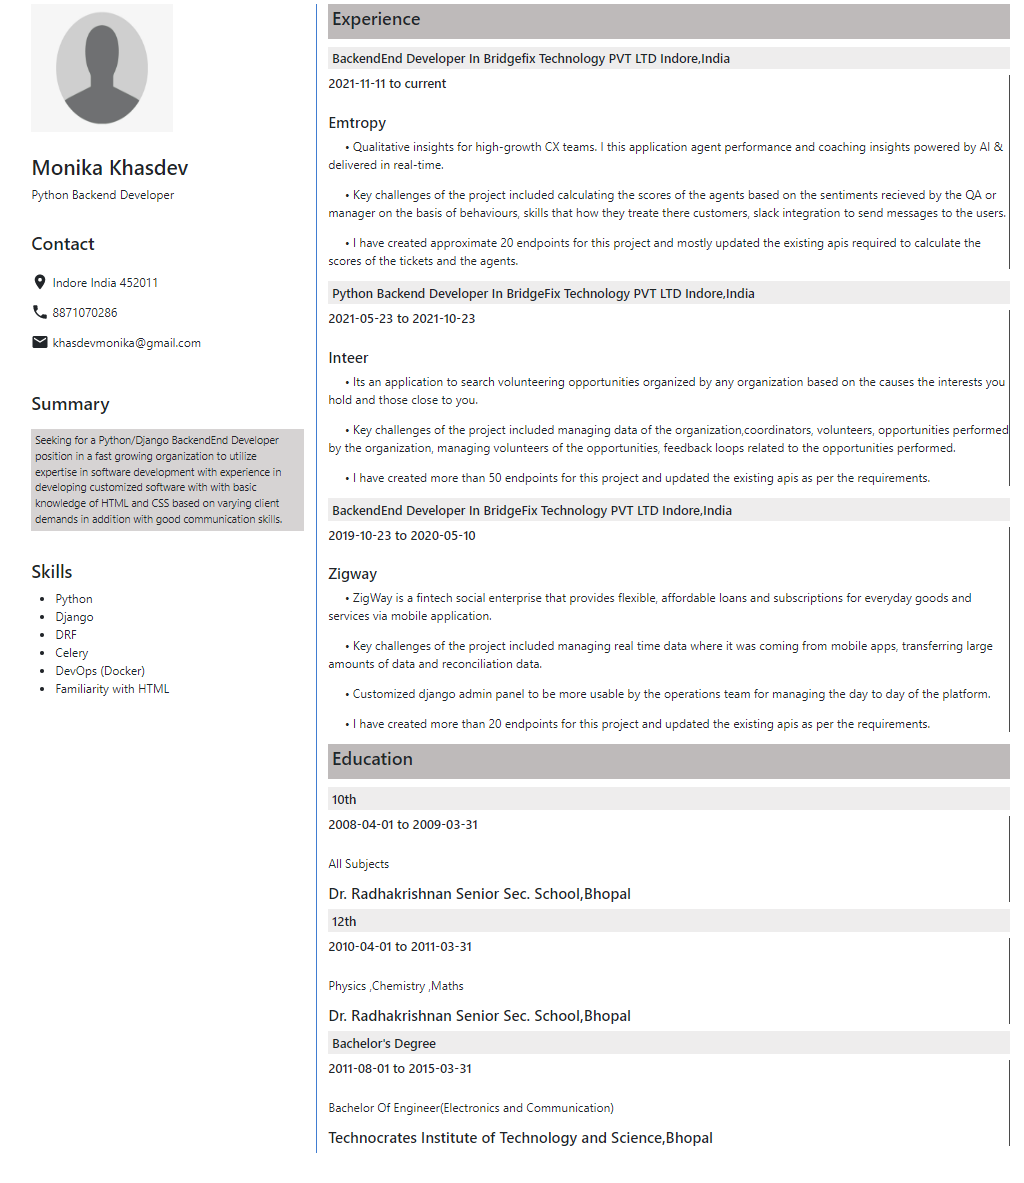 Monika Khasdev
Python Backend Developer
Contact
Indore India 452011
8871070286
khasdevmonika@gmail.com
Summary
Seeking for a Python/Django BackendEnd Developer
position in a fast growing organization to utilize
expertise in software development with experience in
developing customized software with with basic
knowledge of HTML and CSS based on varying client
demands in addition with good communication skills.
Skills
• Python
• Django
• DRF
• Celery
• DevOps (Docker)
• Familiarity with HTML
Experience
BackendEnd Developer In Bridgefix Technology PVT LTD Indore,India
2021-11-11 to current
Emtropy
• Qualitative insights for high-growth CX teams. I this application agent performance and coaching insights powered by AI &
delivered in real-time.
• Key challenges of the project included calculating the scores of the agents based on the sentiments recieved by the QA or
manager on the basis of behaviours, skills that how they treate there customers, slack integration to send messages to the users.
• I have created approximate 20 endpoints for this project and mostly updated the existing apis required to calculate the
scores of the tickets and the agents.
Python Backend Developer In BridgeFix Technology PVT LTD Indore,India
2021-05-23 to 2021-10-23
Inteer
• Its an application to search volunteering opportunities organized by any organization based on the causes the interests you
hold and those close to you.
• Key challenges of the project included managing data of the organization,coordinators, volunteers, opportunities performed
by the organization, managing volunteers of the opportunities, feedback loops related to the opportunities performed.
• I have created more than 50 endpoints for this project and updated the existing apis as per the requirements.
BackendEnd Developer In BridgeFix Technology PVT LTD Indore,India
2019-10-23 to 2020-05-10
Zigway
• ZigWay is a fintech social enterprise that provides flexible, affordable loans and subscriptions for everyday goods and
services via mobile application.
• Key challenges of the project included managing real time data where it was coming from mobile apps, transferring large
amounts of data and reconciliation data.
• Customized django admin panel to be more usable by the operations team for managing the day to day of the platform.
• I have created more than 20 endpoints for this project and updated the existing apis as per the requirements.
Education
10th
2008-04-01 to 2009-03-31
All Subjects
Dr. Radhakrishnan Senior Sec. School,Bhopal
12th
2010-04-01 to 2011-03-31
Physics ,Chemistry ,Maths
Dr. Radhakrishnan Senior Sec. School,Bhopal
Bachelor's Degree
2011-08-01 to 2015-03-31
Bachelor Of Engineer(Electronics and Communication)
Technocrates Institute of Technology and Science,Bhopal